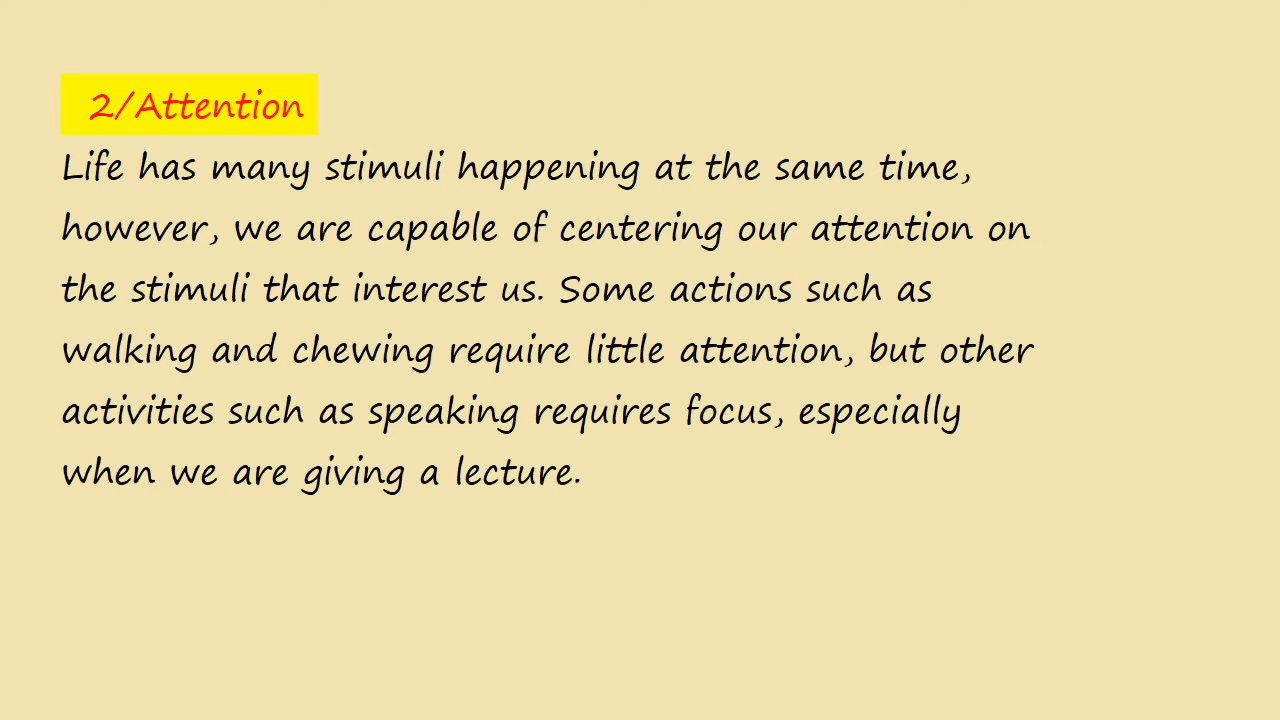 2/Attention
Life has many stimuli happening at the same time,
however, we are capable of centering our attention on
the stimuli that interest us. Some actions such as
walking and chewing require little attention, but other
activities such as speaking requires focus, especially
when we are giving a lecture.